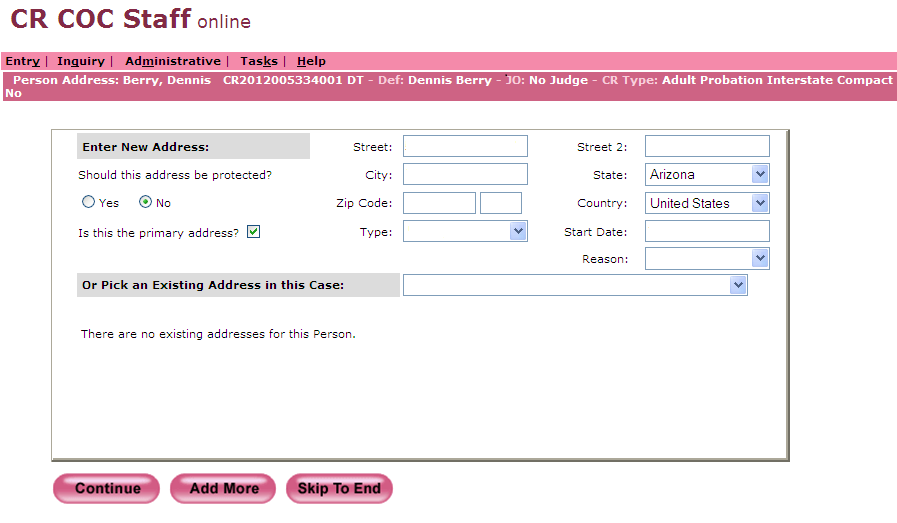 CR COC Staff online
Entry | Inquiry | Administrative | Tasks | Help
Person Address: Berry, Dennis CR2012005334001 DT - Def: Dennis Berry - JO: No Judge - CR Type: Adult Probation Interstate Compact
No
Enter New Address: Street: Street 2:
Should this address be protected? City: State: Arizona
Yes No Zip Code: Country: United States
Is this the primary address? Type: Start Date:
Reason:
Or Pick an Existing Address in this Case:
There are no existing addresses for this Person.
Continue Add More Skip To End